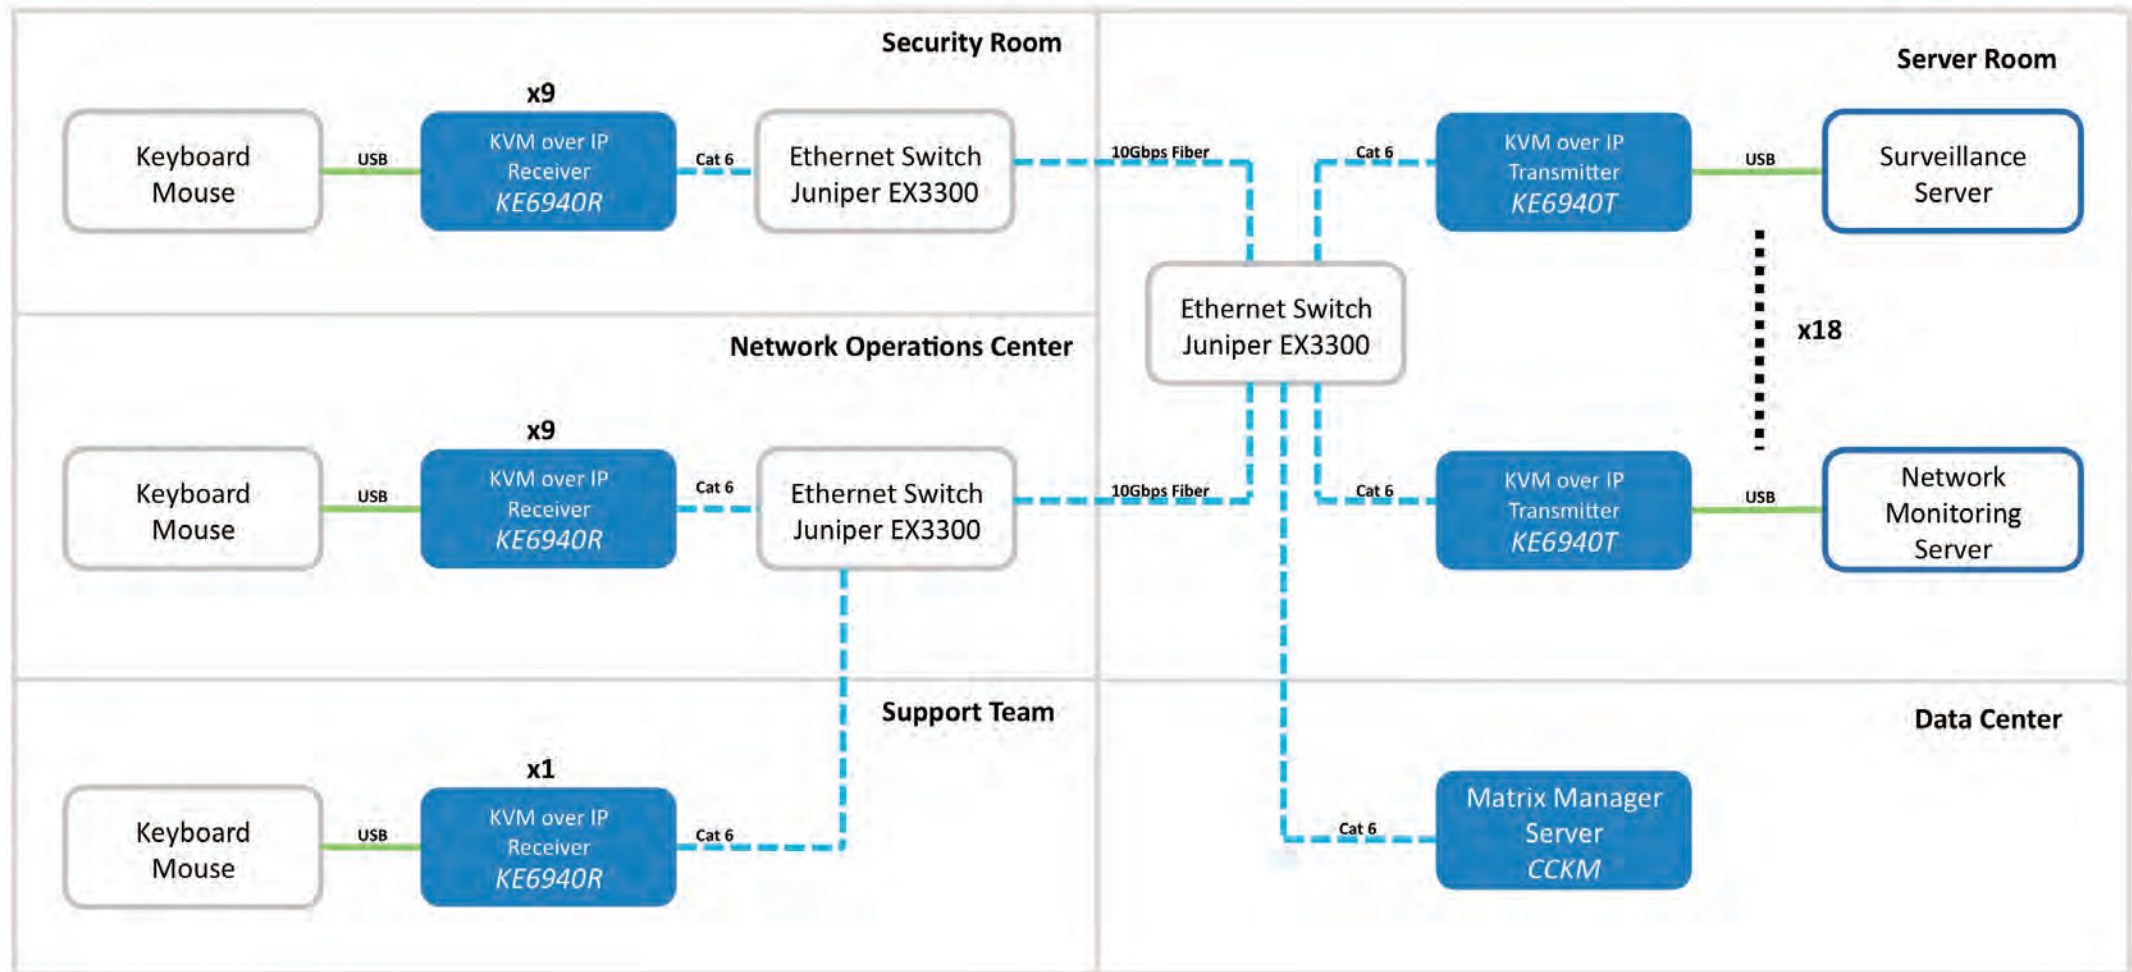 Security Room
x9
Keyboard
Mouse
USB
KVM over IP
Receiver
KE6940R
Cat 6
Ethernet Switch
Juniper EX3300
10Gbps Fiber
Network Operations Center
x9
Keyboard
Mouse
USB
KVM over IP
Receiver
KE6940R
Cat 6
Ethernet Switch
Juniper EX3300
10Gbps Fiber
Support Team
x1
Keyboard
Mouse
USB
KVM over IP
Receiver
KE6940R
Cat 6
Server Room
Ethernet Switch
Juniper EX3300
Cat 6
KVM over IP
Transmitter
KE6940T
USB
Surveillance
Server
x18
Cat 6
KVM over IP
Transmitter
KE6940T
USB
Network
Monitoring
Server
Data Center
Cat 6
Matrix Manager
Server
CCKM